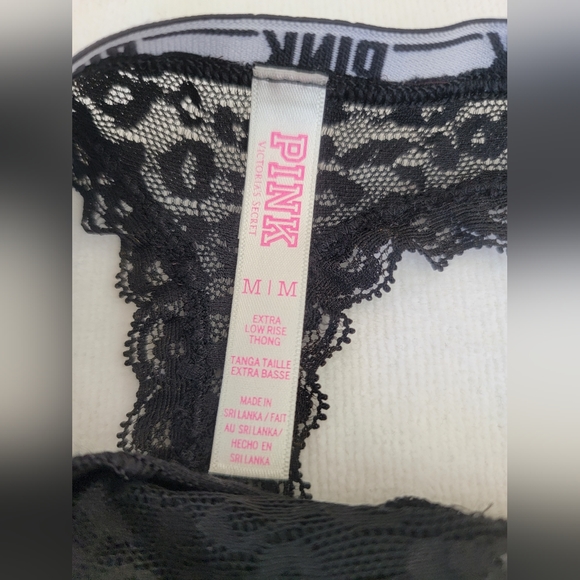 PINK
PINK
PINK
VICTORIA'S SECRET
M | M
EXTRA
LOW RISE
THONG
TANGA TAILLE
EXTRA BASSE
MADE IN
SRI LANKA / FAIT
AU SRI LANKA/
HECHO EN
SRI LANKA